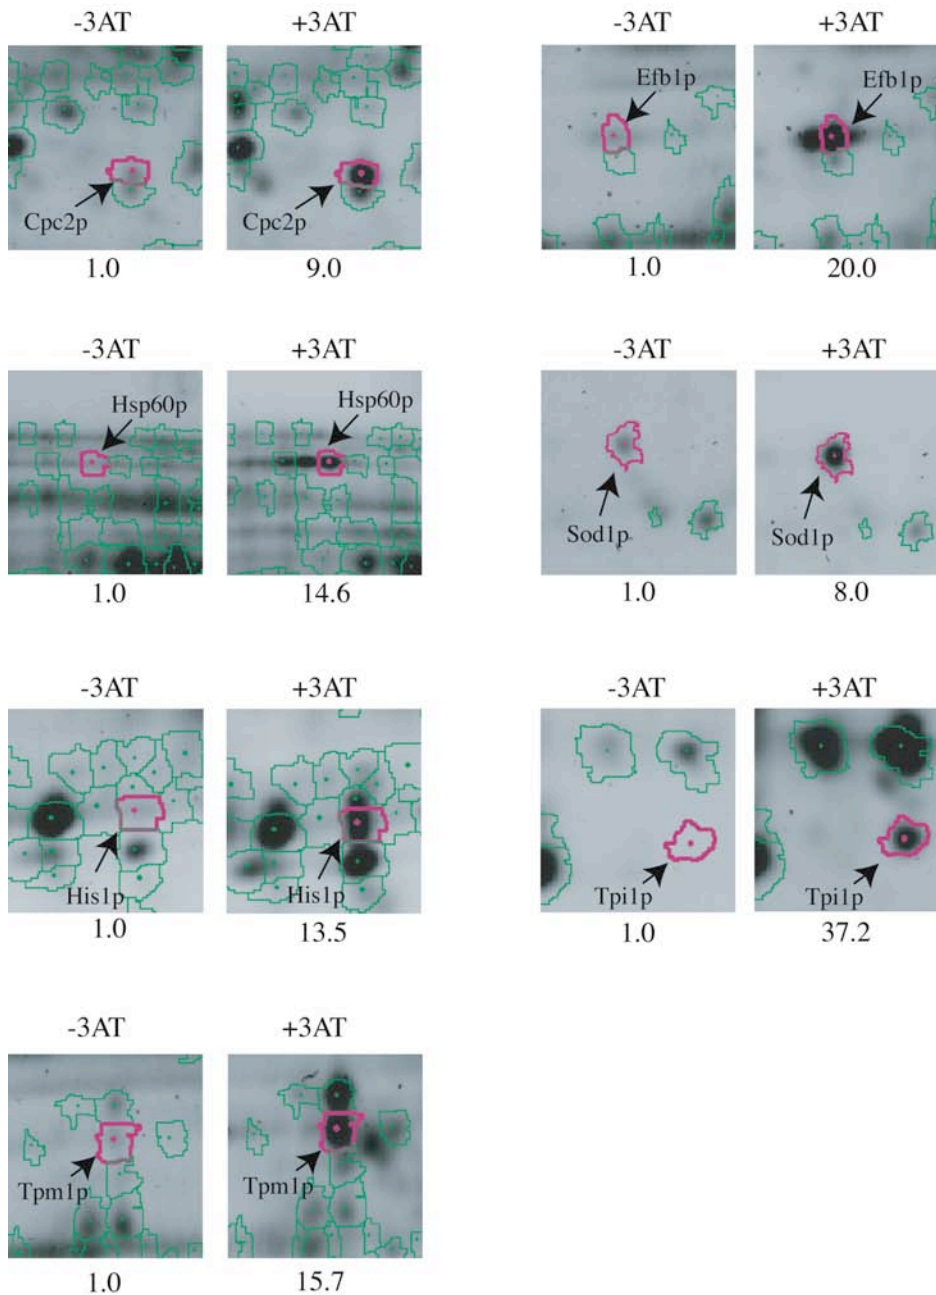 -3AT +3AT -3AT +3AT
Efb1p Efb1p
Cpc2p Cpc2p
1.0 9.0 1.0 20.0
-3AT +3AT -3AT +3AT
Hsp60p Hsp60p
Sod1p Sod1p
1.0 14.6 1.0 8.0
-3AT +3AT -3AT +3AT
His1p His1p Tpi1p Tpi1p
1.0 13.5 1.0 37.2
-3AT +3AT
Tpm1p Tpm1p
1.0 15.7